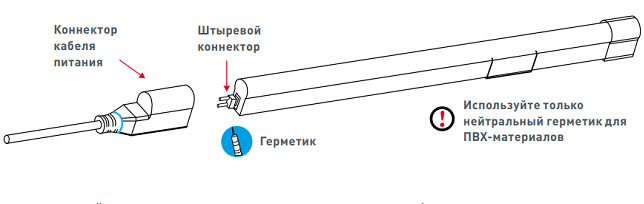 Коннектор
кабеля
питания
Штыревой
коннектор
Герметик
Используйте только
нейтральный герметик для
ПВХ-материалов